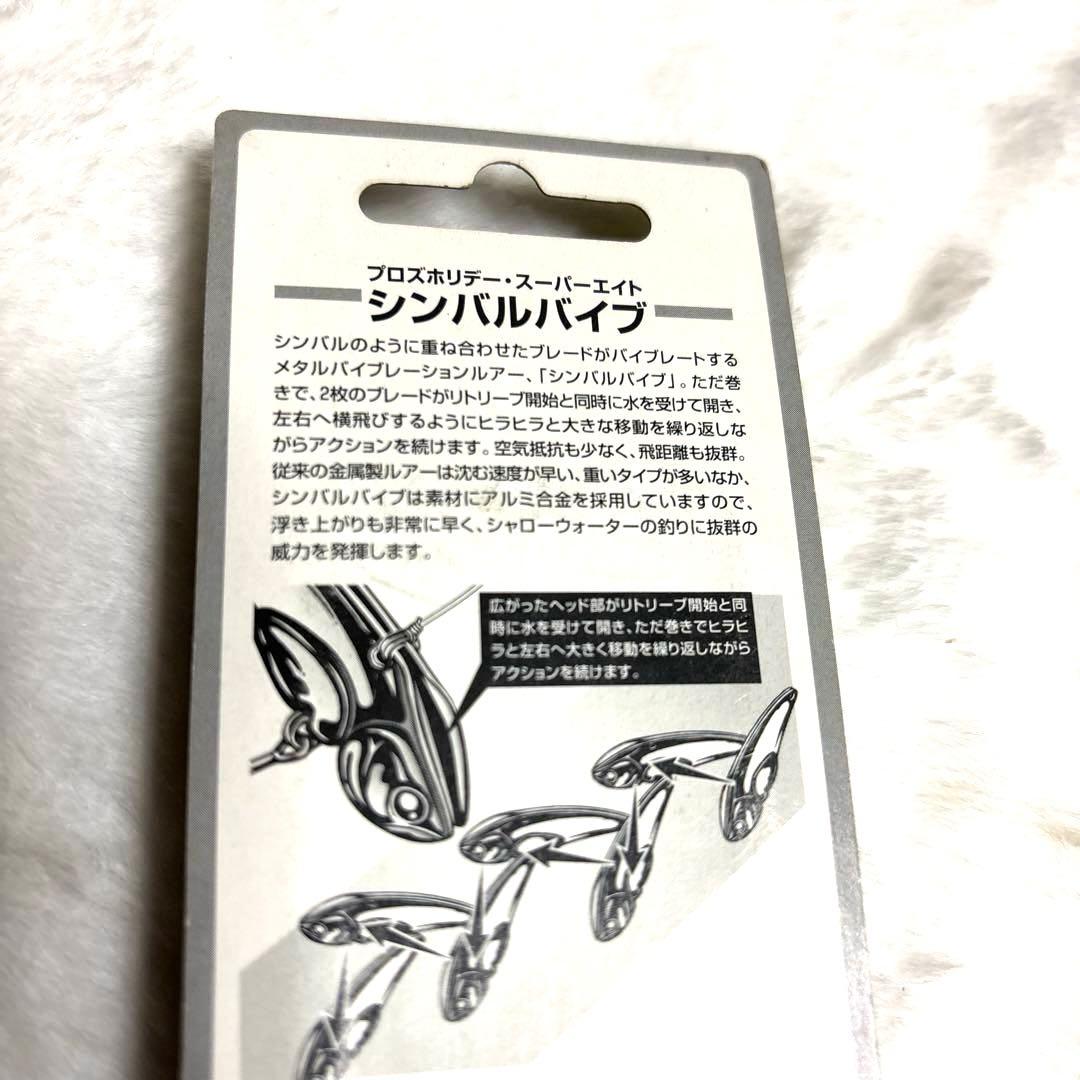 プロズホリデー・スーパーエイト
シンバルバイブ
シンバルのように重ね合わせたブレードがバイブレートする
メタルバイブレーションルアー、「シンバルバイブ」。ただ巻
きで、2枚のブレードがリトリーブ開始と同時に水を受けて開き、
左右へ横飛びするようにヒラヒラと大きな移動を繰り返しな
がらアクションを続けます。空気抵抗も少なく、飛距離も抜群。
従来の金属製ルアーは沈む速度が早い、重いタイプが多いなか、
シンバルバイブは素材にアルミ合金を採用していますので、
浮き上がりも非常に早く、シャローウォーターの釣りに抜群の
威力を発揮します。
広がったヘッド部がリトリーブ開始と同
時に水を受けて開き、ただ巻きでヒラヒ
ラと左右へ大きく移動を繰り返しながら
アクションを続けます。